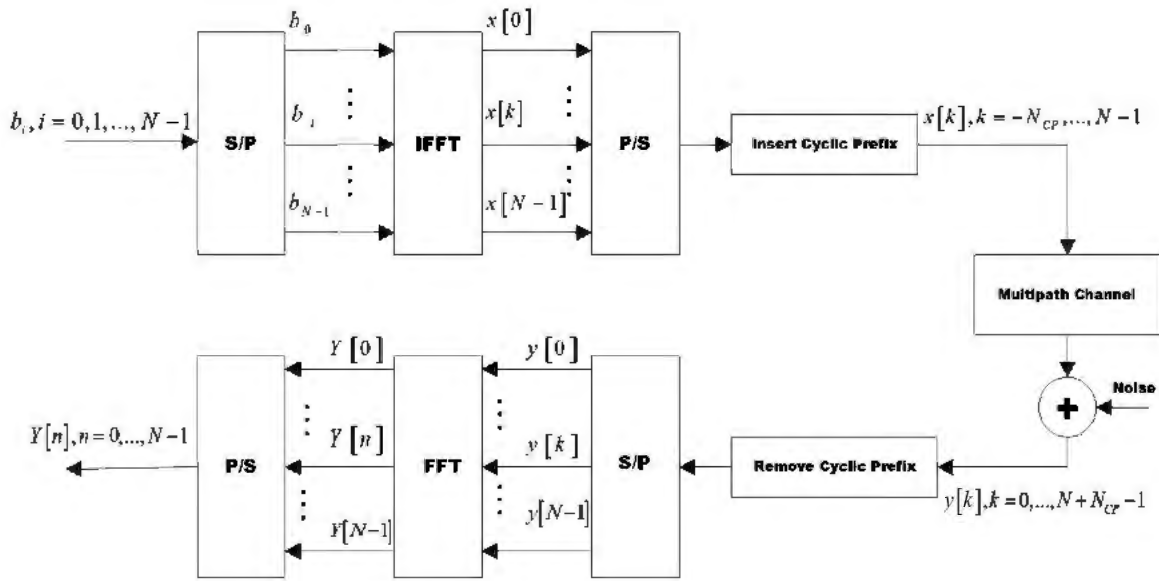 b_0
x[0]
b_i, i = 0,1,...,N-1
S/P
b_i
IFFT
x[k]
P/S
Insert Cyclic Prefix
x[k], k = -N_CP,...,N-1
b_{N-1}
x[N-1]
Multipath Channel
Noise
+
Y[0]
y[0]
Y[n], n = 0,...,N-1
P/S
Y[n]
FFT
y[k]
S/P
Remove Cyclic Prefix
y[k], k = 0,...,N+N_CP-1
Y[N-1]
y[N-1]